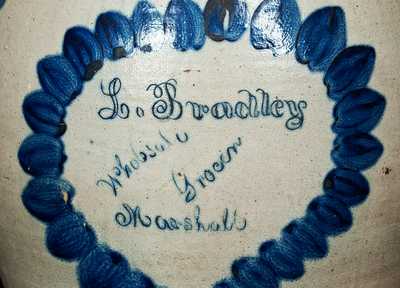 L. Bradley
Wholesale
Grocer
Marshall